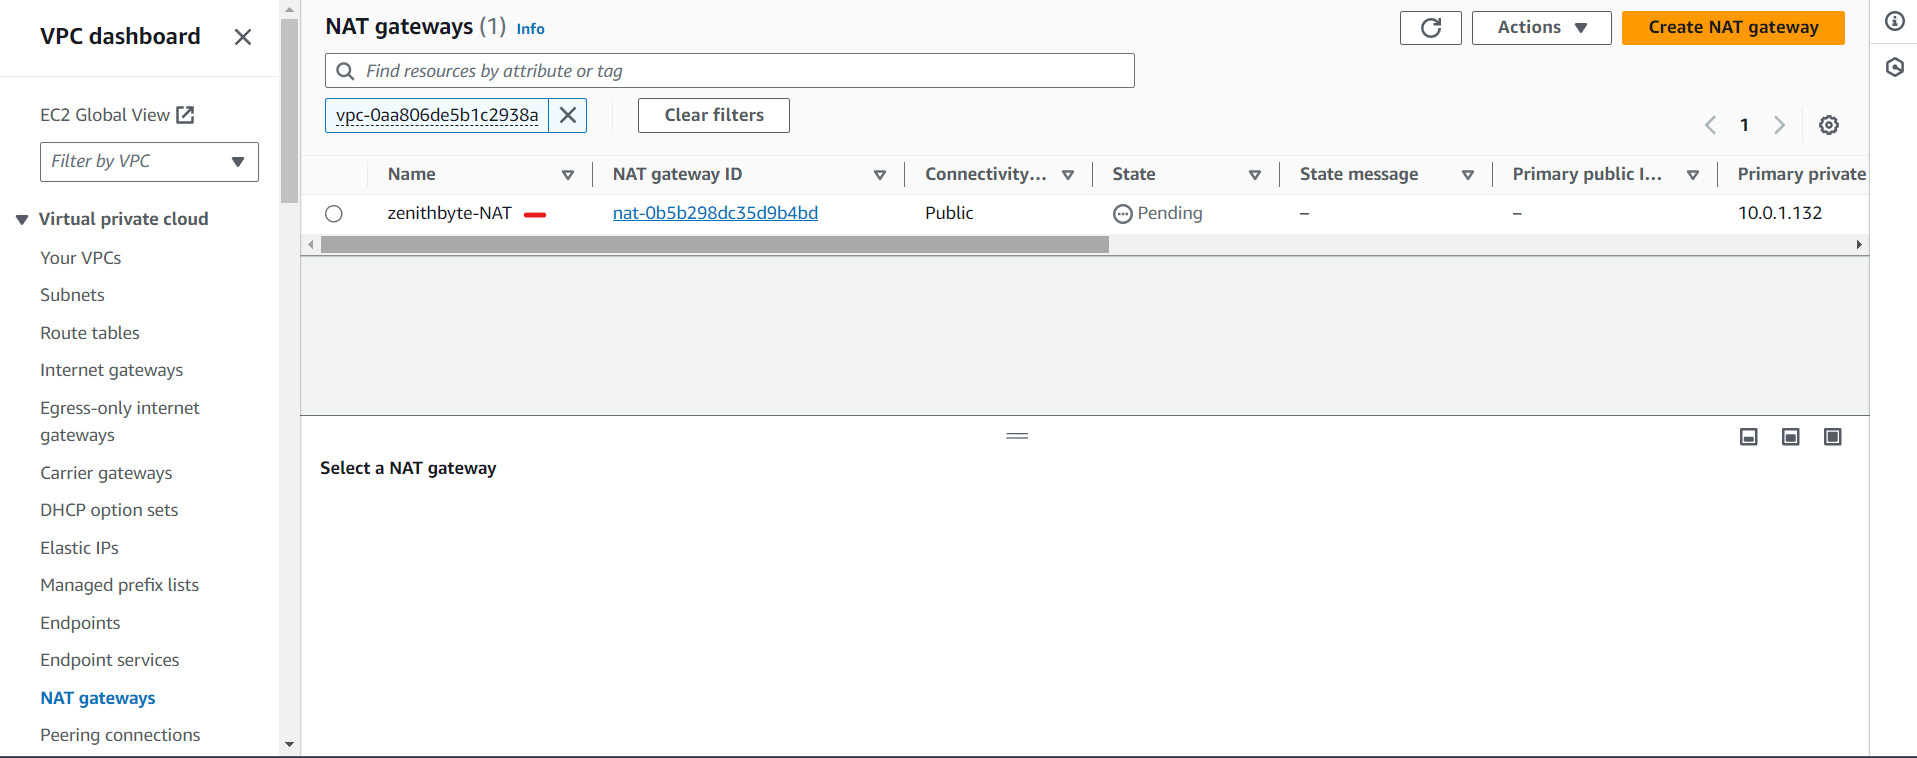 VPC dashboard
EC2 Global View
Filter by VPC
Virtual private cloud
Your VPCs
Subnets
Route tables
Internet gateways
Egress-only internet
gateways
Carrier gateways
DHCP option sets
Elastic IPs
Managed prefix lists
Endpoints
Endpoint services
NAT gateways
Peering connections
NAT gateways (1) Info
Actions
Create NAT gateway
Find resources by attribute or tag
vpc-0aa806de5b1c2938a
Clear filters
1
Name NAT gateway ID Connectivity... State State message Primary public I... Primary private
zenithbyte-NAT nat-0b5b298dc35d9b4bd Public Pending – – 10.0.1.132
Select a NAT gateway